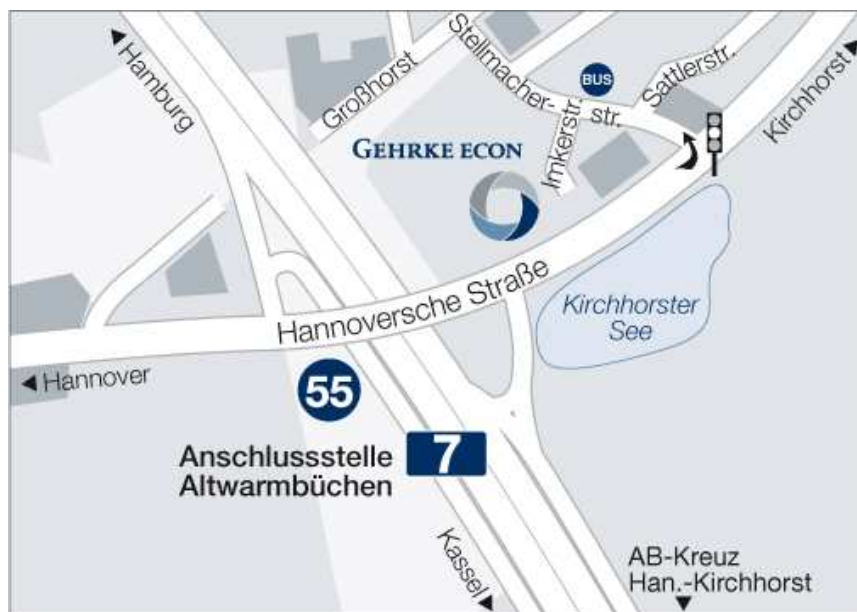 Hamburg
Großhorst
Stellmacher-
str.
BUS
Sattlerstr.
Kirchhorst
Imkerstr.
GEHRKE ECON
Hannoversche Straße
Kirchhorster
See
Hannover
55
Anschlussstelle
Altwarmbüchen
7
Kassel
AB-Kreuz
Han.-Kirchhorst